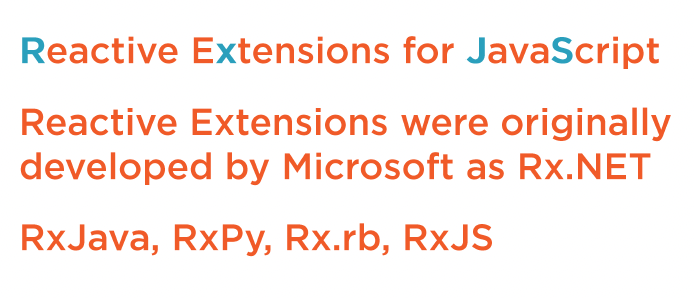 Reactive Extensions for JavaScript
Reactive Extensions were originally
developed by Microsoft as Rx.NET
RxJava, RxPy, Rx.rb, RxJS